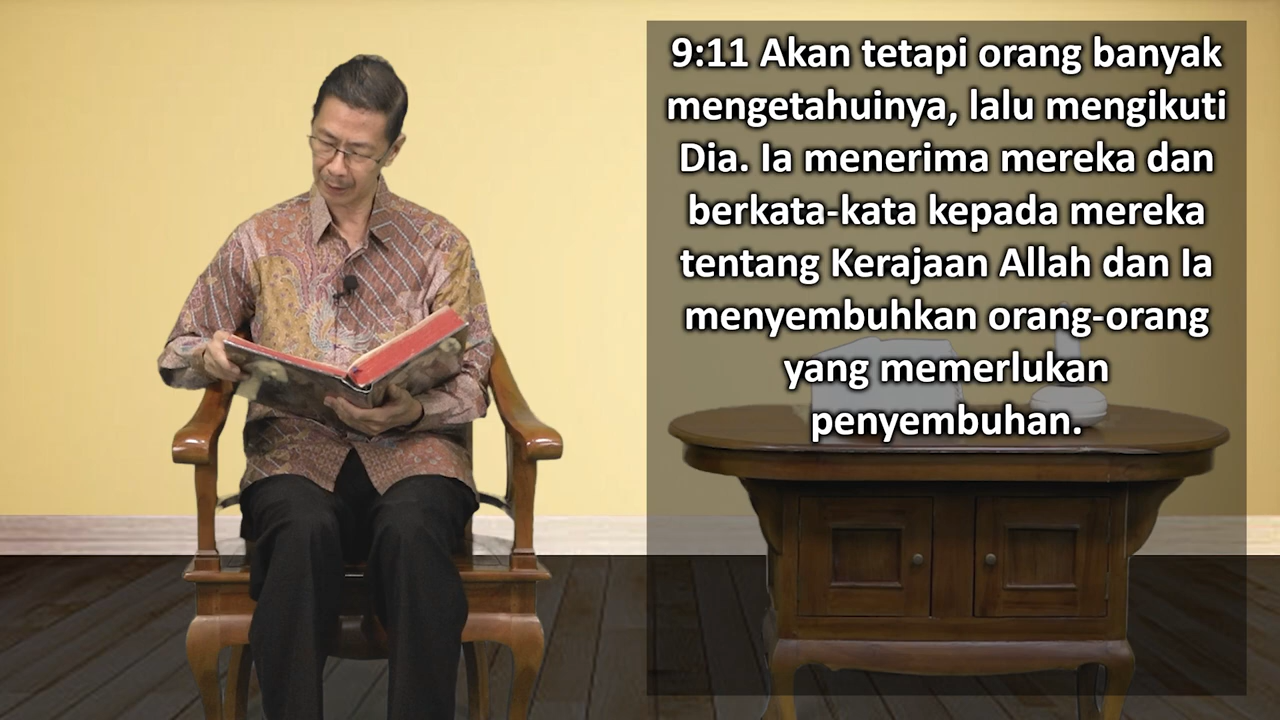 9:11 Akan tetapi orang banyak
mengetahuinya, lalu mengikuti
Dia. Ia menerima mereka dan
berkata-kata kepada mereka
tentang Kerajaan Allah dan Ia
menyembuhkan orang-orang
yang memerlukan
penyembuhan.